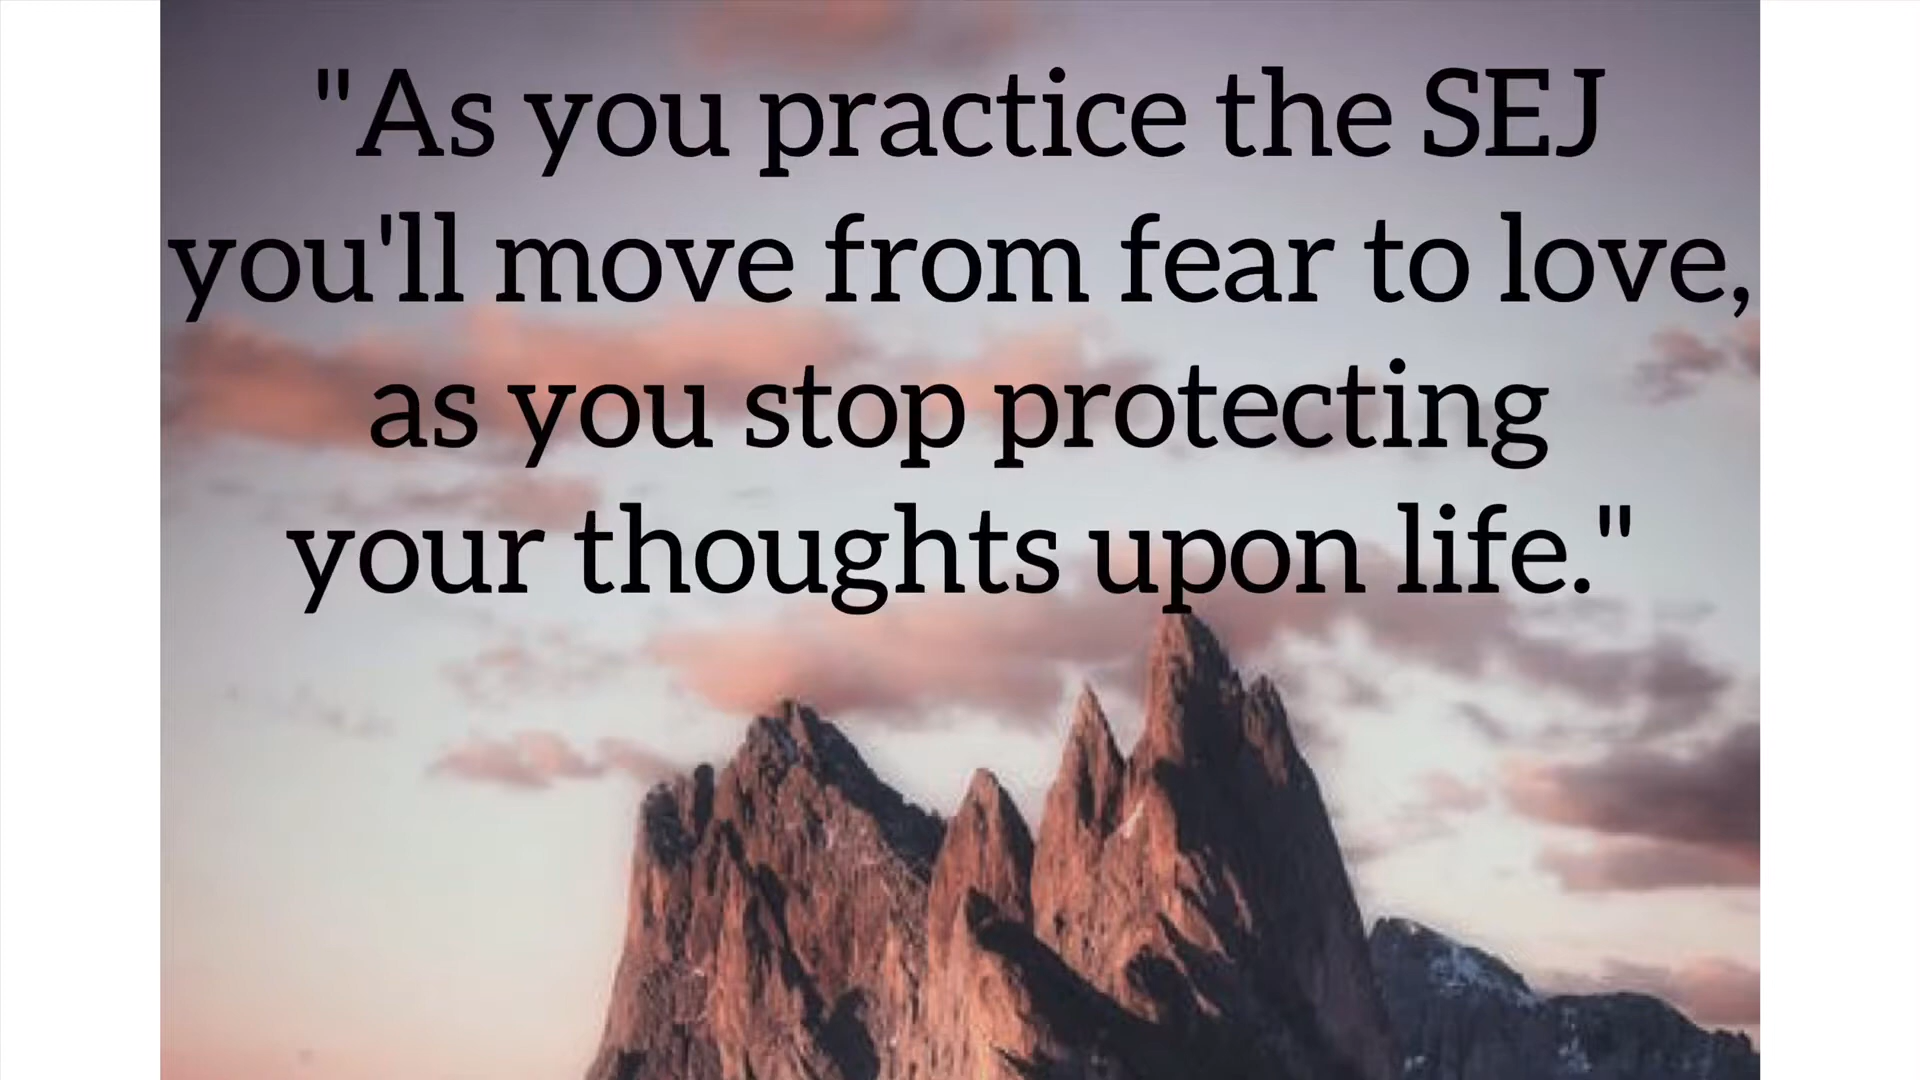 "As you practice the SEJ
you'll move from fear to love,
as you stop protecting
your thoughts upon life."